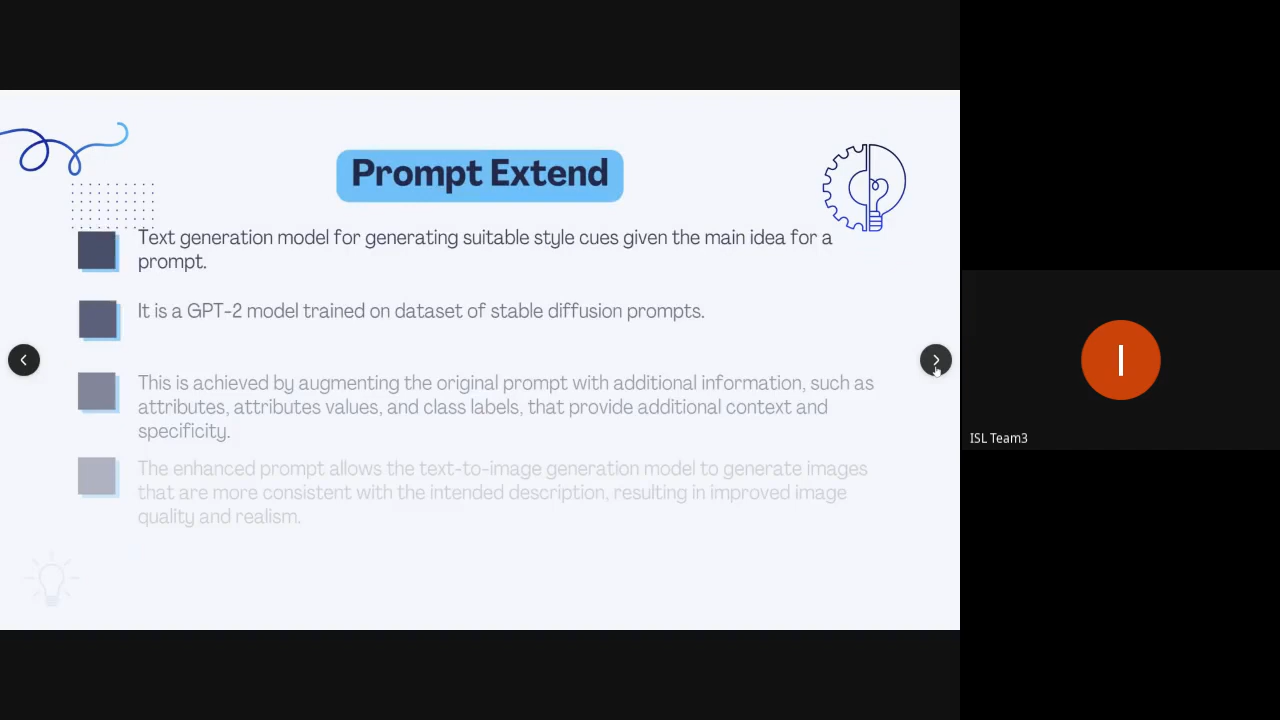 Prompt Extend
Text generation model for generating suitable style cues given the main idea for a
prompt.
It is a GPT-2 model trained on dataset of stable diffusion prompts.
This is achieved by augmenting the original prompt with additional information, such as
attributes, attributes values, and class labels, that provide additional context and
specificity.
The enhanced prompt allows the text-to-image generation model to generate images
that are more consistent with the intended description, resulting in improved image
quality and realism.
I
ISL Team3